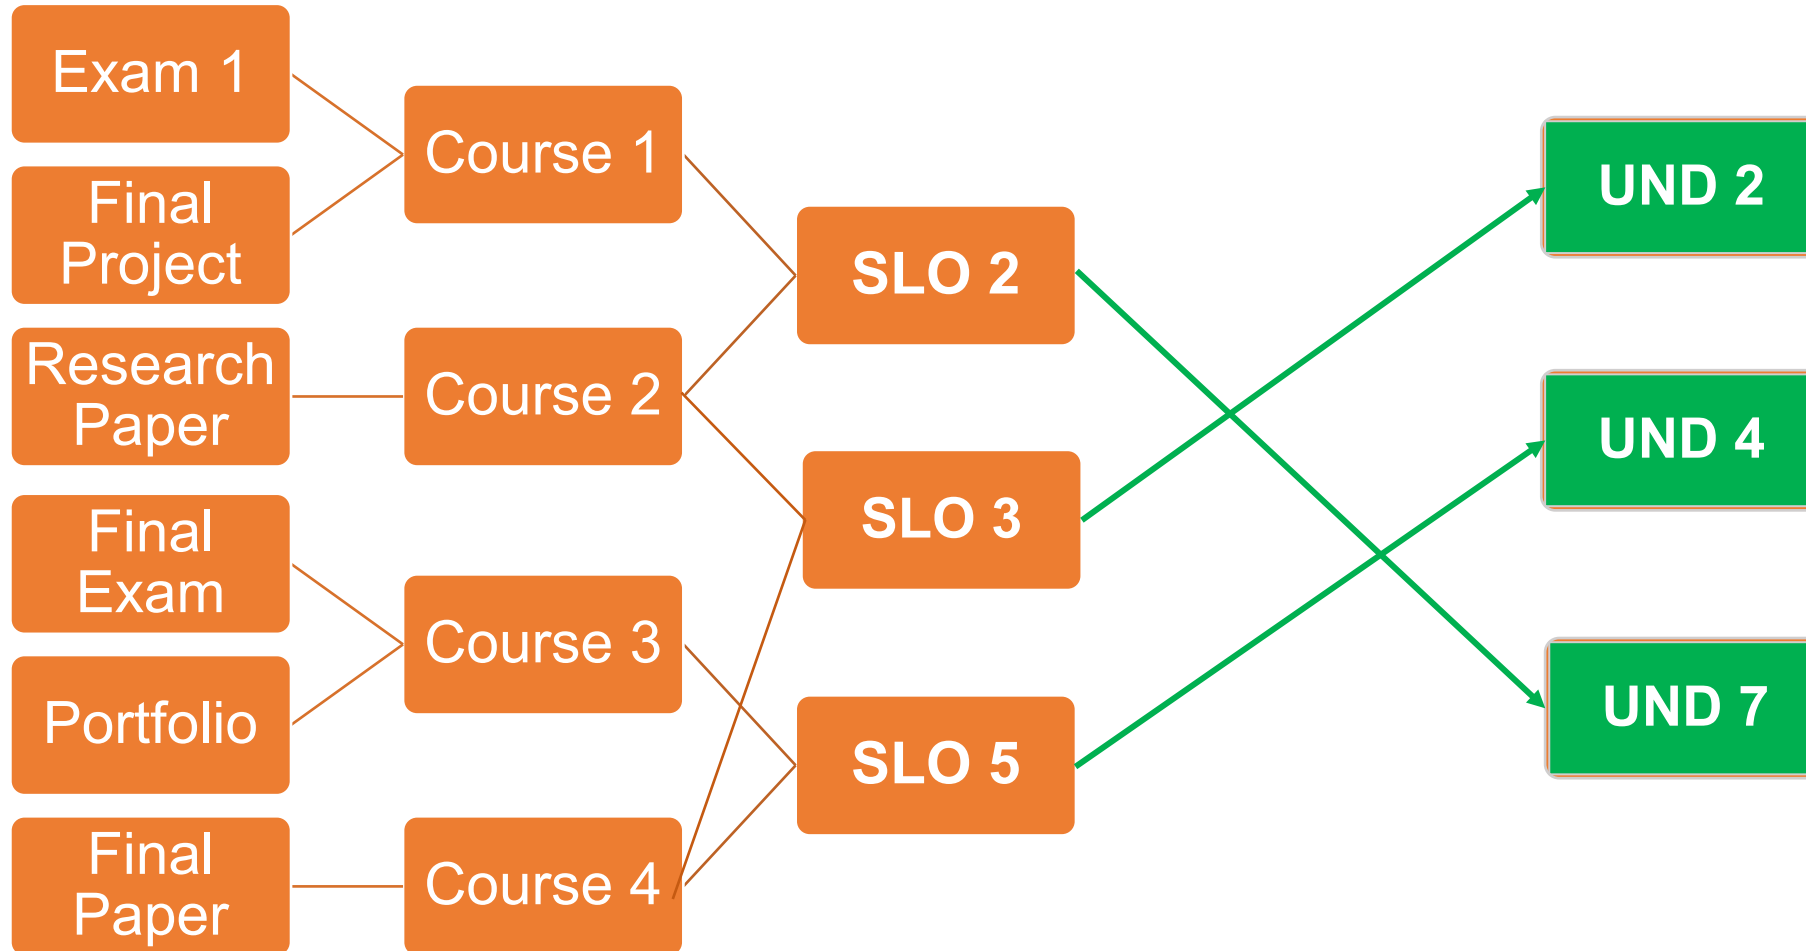 Exam 1
Final
Project
Research
Paper
Final
Exam
Portfolio
Final
Paper
Course 1
Course 2
Course 3
Course 4
SLO 2
SLO 3
SLO 5
UND 2
UND 4
UND 7